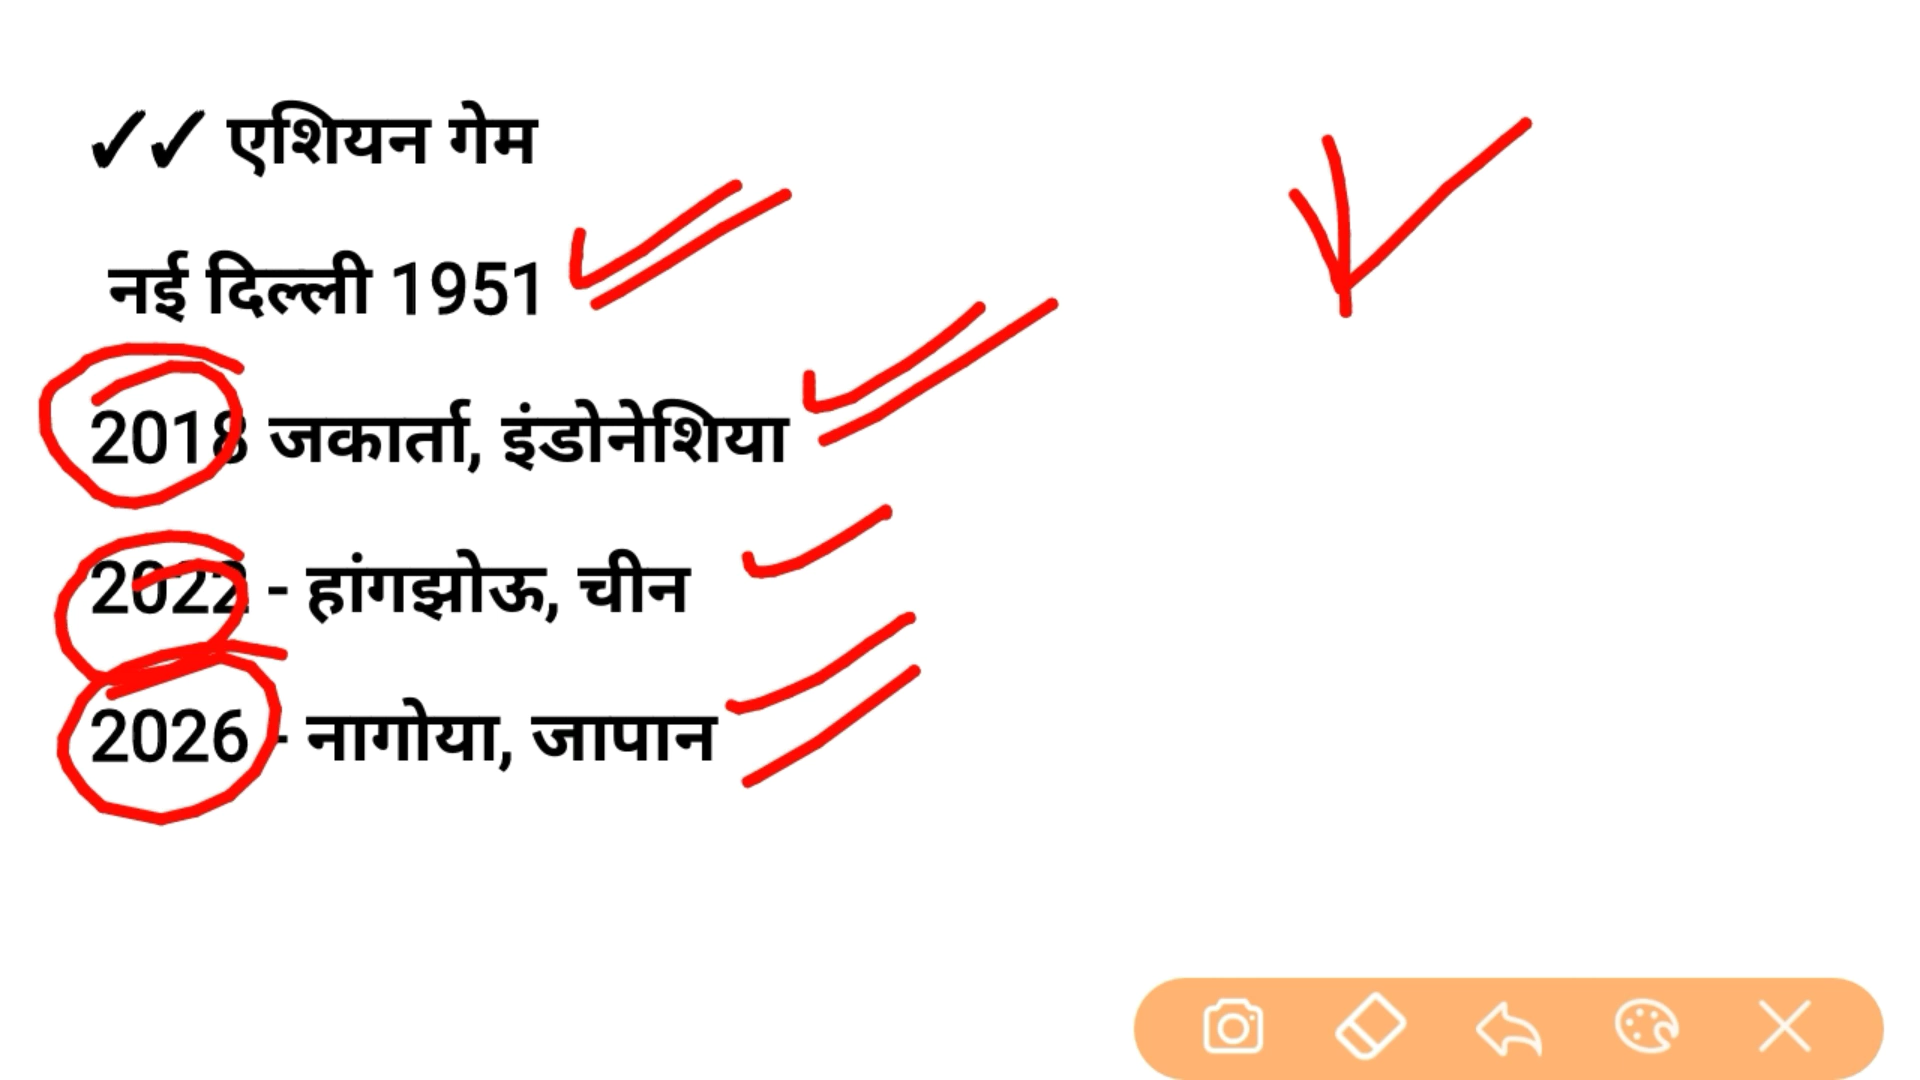 ✓✓ एशियन गेम
नई दिल्ली 1951
2018 जकार्ता, इंडोनेशिया
2022 - हांगझोऊ, चीन
2026 - नागोया, जापान